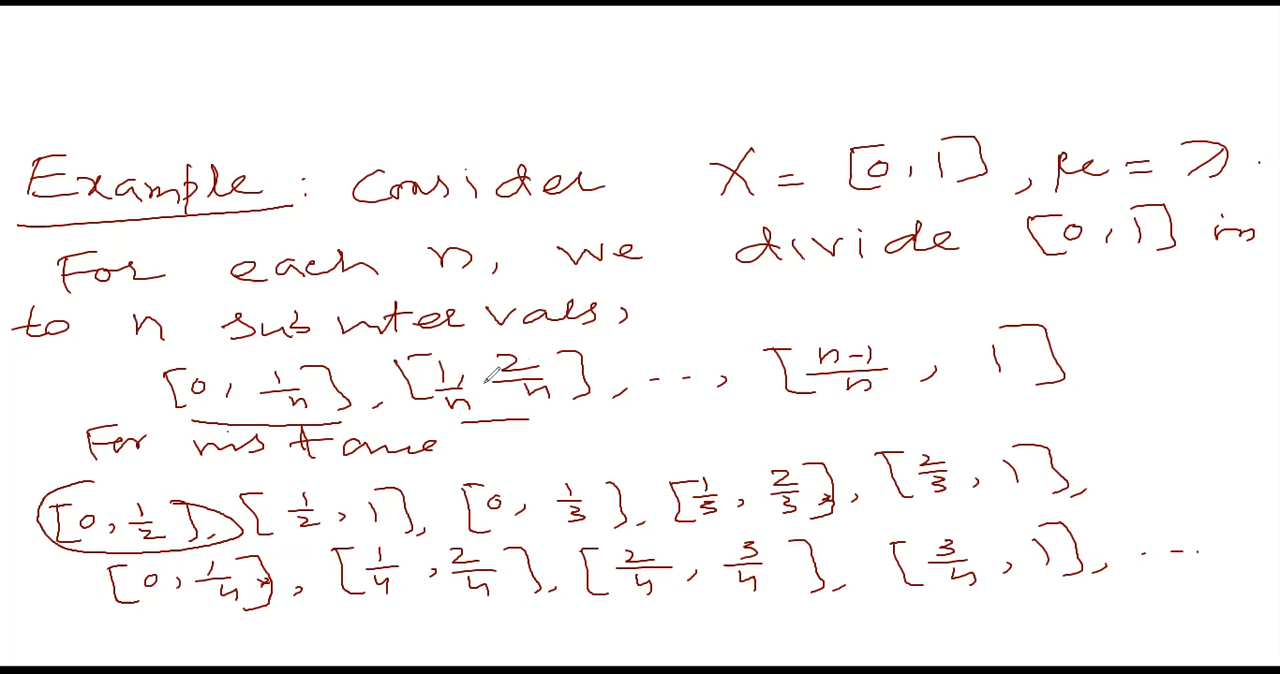 Example : Consider X = [0, 1], μ = λ.
For each n, we divide [0, 1] in
to n subintervals,
[0, 1/n], [1/n, 2/n], ..., [n-1/n, 1]
For instance
[0, 1/2], [1/2, 1], [0, 1/3], [1/3, 2/3], [2/3, 1],
[0, 1/4], [1/4, 2/4], [2/4, 3/4], [3/4, 1], ...